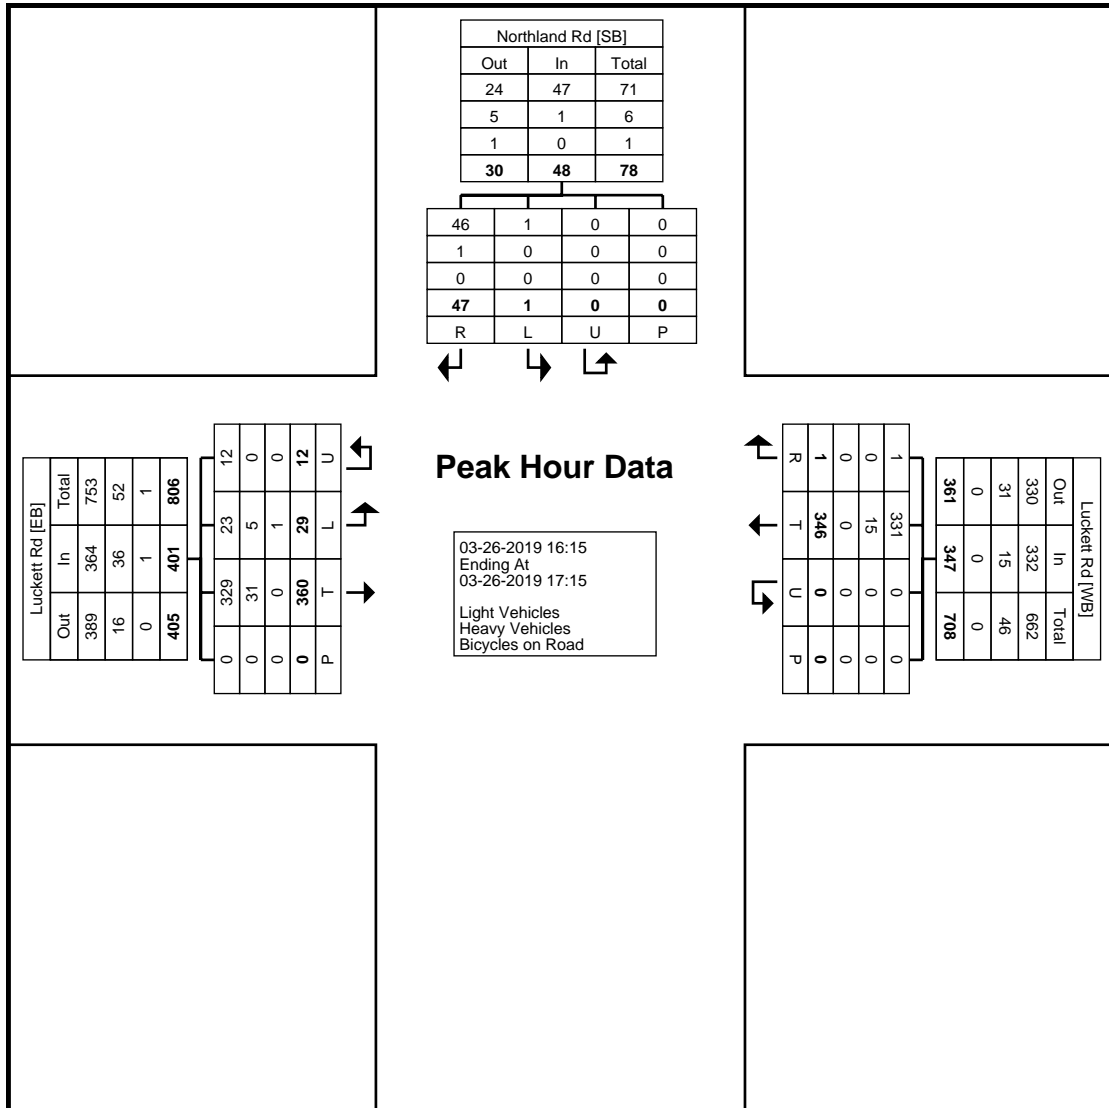 Northland Rd [SB]
Out In Total
24 47 71
5 1 6
1 0 1
30 48 78
46 1 0 0
1 0 0 0
0 0 0 0
47 1 0 0
R L U P
Peak Hour Data
03-26-2019 16:15
Ending At
03-26-2019 17:15
Light Vehicles
Heavy Vehicles
Bicycles on Road
Luckett Rd [EB]
Out In Total
389 364 753
16 36 52
0 1 1
405 401 806
0 329 23 12
0 31 5 0
0 0 1 0
0 360 29 12
P T L U
Luckett Rd [WB]
Out In Total
330 332 662
31 15 46
0 0 0
361 347 708
1 331 0 0
0 15 0 0
0 0 0 0
1 346 0 0
R T U P